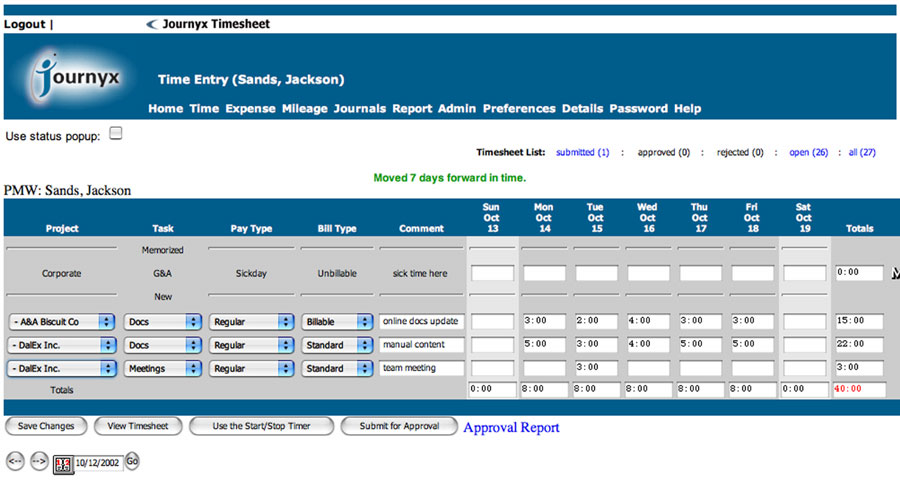 Logout |
Journyx Timesheet
journyx
Time Entry (Sands, Jackson)
Home Time Expense Mileage Journals Report Admin Preferences Details Password Help
Use status popup:
Timesheet List: submitted (1) : approved (0) : rejected (0) : open (26) : all (27)
Moved 7 days forward in time.
PMW: Sands, Jackson
Project Task Pay Type Bill Type Comment Sun Oct 13 Mon Oct 14 Tue Oct 15 Wed Oct 16 Thu Oct 17 Fri Oct 18 Sat Oct 19 Totals
Memorized
Corporate G&A Sickday Unbillable sick time here 0:00 M
New
- A&A Biscuit Co Docs Regular Billable online docs update 3:00 2:00 4:00 3:00 3:00 15:00
- DalEx Inc. Docs Regular Standard manual content 5:00 3:00 4:00 5:00 5:00 22:00
- DalEx Inc. Meetings Regular Standard team meeting 3:00 3:00
Totals 0:00 8:00 8:00 8:00 8:00 8:00 0:00 40:00
Save Changes View Timesheet Use the Start/Stop Timer Submit for Approval Approval Report
<-- --> 10/12/2002 Go